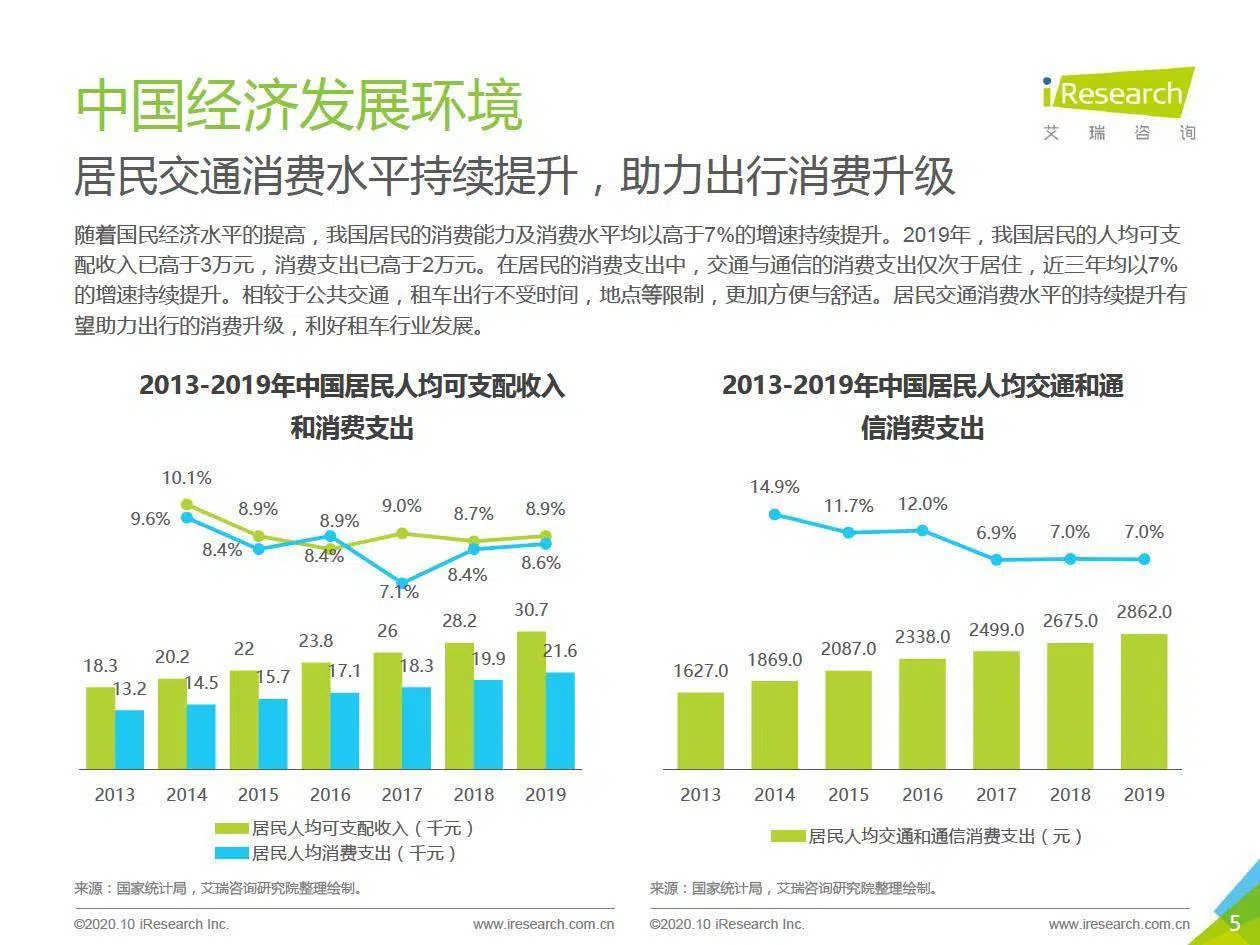 中国经济发展环境
iResearch
艾瑞咨询
居民交通消费水平持续提升，助力出行消费升级
随着国民经济水平的提高，我国居民的消费能力及消费水平均以高于7%的增速持续提升。2019年，我国居民的人均可支
配收入已高于3万元，消费支出已高于2万元。在居民的消费支出中，交通与通信的消费支出仅次于居住，近三年均以7%
的增速持续提升。相较于公共交通，租车出行不受时间，地点等限制，更加方便与舒适。居民交通消费水平的持续提升有
望助力出行的消费升级，利好租车行业发展。
2013-2019年中国居民人均可支配收入
和消费支出
10.1% 8.9% 8.4% 9.0% 8.7% 8.9%
9.6% 8.4% 8.9% 7.1% 8.4% 8.6%
18.3 20.2 22 23.8 26 28.2 30.7
13.2 14.5 15.7 17.1 18.3 19.9 21.6
2013 2014 2015 2016 2017 2018 2019
居民人均可支配收入（千元）
居民人均消费支出（千元）
来源：国家统计局，艾瑞咨询研究院整理绘制。
©2020.10 iResearch Inc. www.iresearch.com.cn
2013-2019年中国居民人均交通和通
信消费支出
14.9% 11.7% 12.0% 6.9% 7.0% 7.0%
1627.0 1869.0 2087.0 2338.0 2499.0 2675.0 2862.0
2013 2014 2015 2016 2017 2018 2019
居民人均交通和通信消费支出（元）
来源：国家统计局，艾瑞咨询研究院整理绘制。
©2020.10 iResearch Inc. www.iresearch.com.cn
5